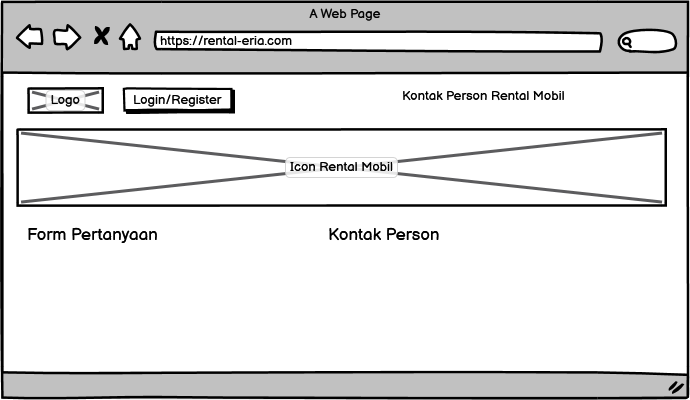 A Web Page
https://rental-eria.com
Logo
Login/Register
Kontak Person Rental Mobil
Icon Rental Mobil
Form Pertanyaan
Kontak Person